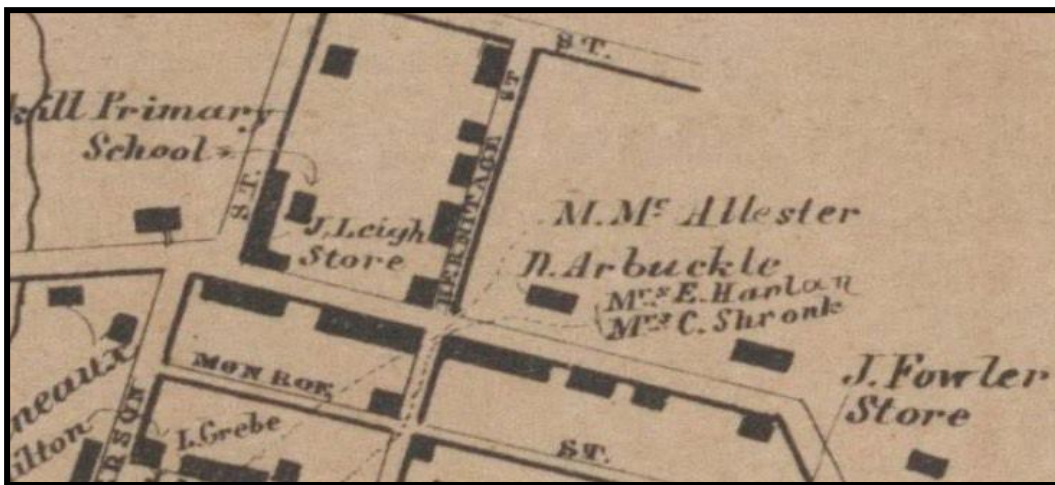 ST.
kill Primary
School
ST.
HERMITAGE ST
J. Leigh
Store
M. Mc Allester
D. Arbuckle
Mrs E. Harlan
Mrs C. Shronk
J. Fowler
Store
MONROE
ST.
neaux
ilton
RSON
I. Grebe